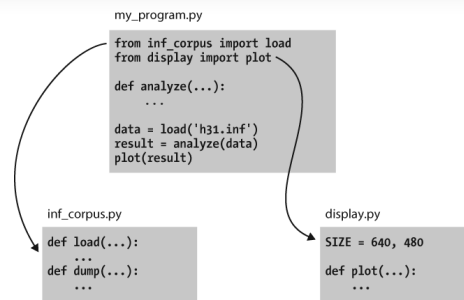 my_program.py
from inf_corpus import load
from display import plot
def analyze(...):
...
data = load('h31.inf')
result = analyze(data)
plot(result)
inf_corpus.py
def load(...):
...
def dump(...):
...
display.py
SIZE = 640, 480
def plot(...):
...